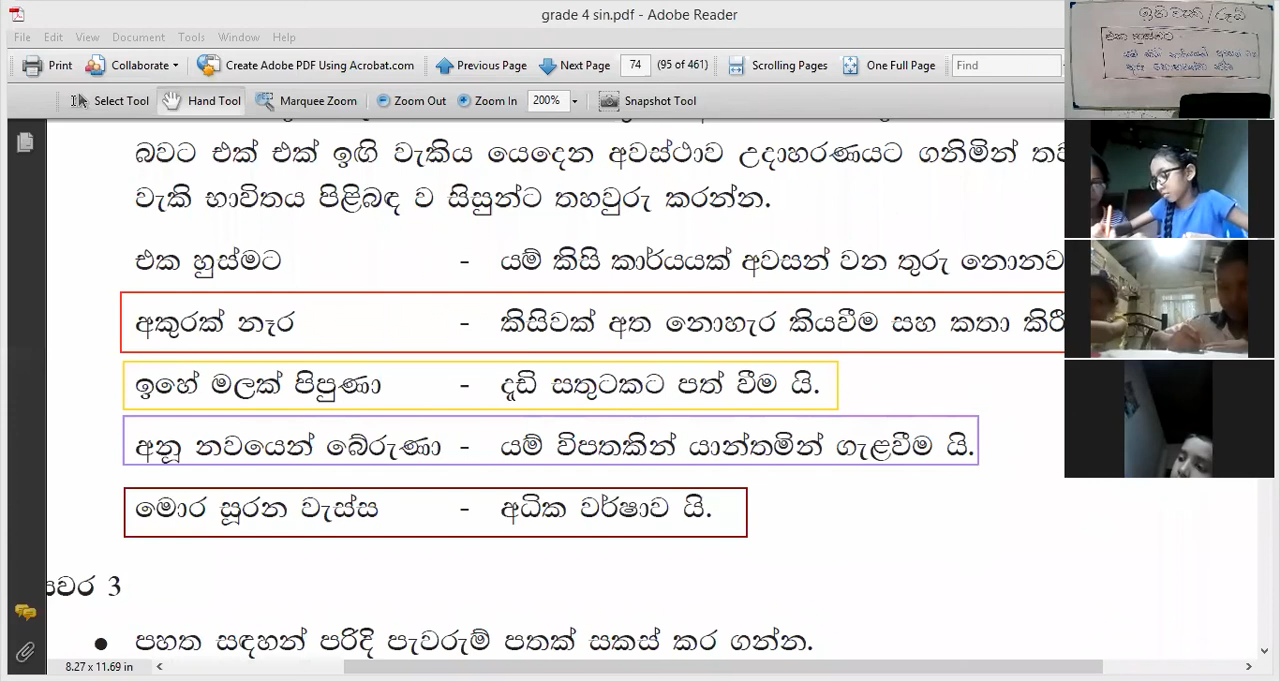 grade 4 sin.pdf - Adobe Reader
File Edit View Document Tools Window Help
Print Collaborate Create Adobe PDF Using Acrobat.com Previous Page Next Page 74 (95 of 461) Scrolling Pages One Full Page Find
Select Tool Hand Tool Marquee Zoom Zoom Out Zoom In 200% Snapshot Tool
බවට එක් එක් ඉඟි වැකිය යෙදෙන අවස්ථාව උදාහරණයට ගනිමින් තව
වැකි භාවිතය පිළිබඳ ව සිසුන්ට තහවුරු කරන්න.
එක හුස්මට - යම් කිසි කාර්යයක් අවසන් වන තුරු නොනව
අකුරක් නෑර - කිසිවක් අත නොහැර කියවීම සහ කතා කිරී
ඉහේ මලක් පිපුණා - දැඩි සතුටකට පත් වීම යි.
අනූ නවයෙන් බේරුණා - යම් විපතකින් යාන්තමින් ගැළවීම යි.
මොර සූරන වැස්ස - අධික වර්ෂාව යි.
යවර 3
● පහත සඳහන් පරිදි පැවරුම් පතක් සකස් කර ගන්න.
8.27 x 11.69 in
එක හුස්මට